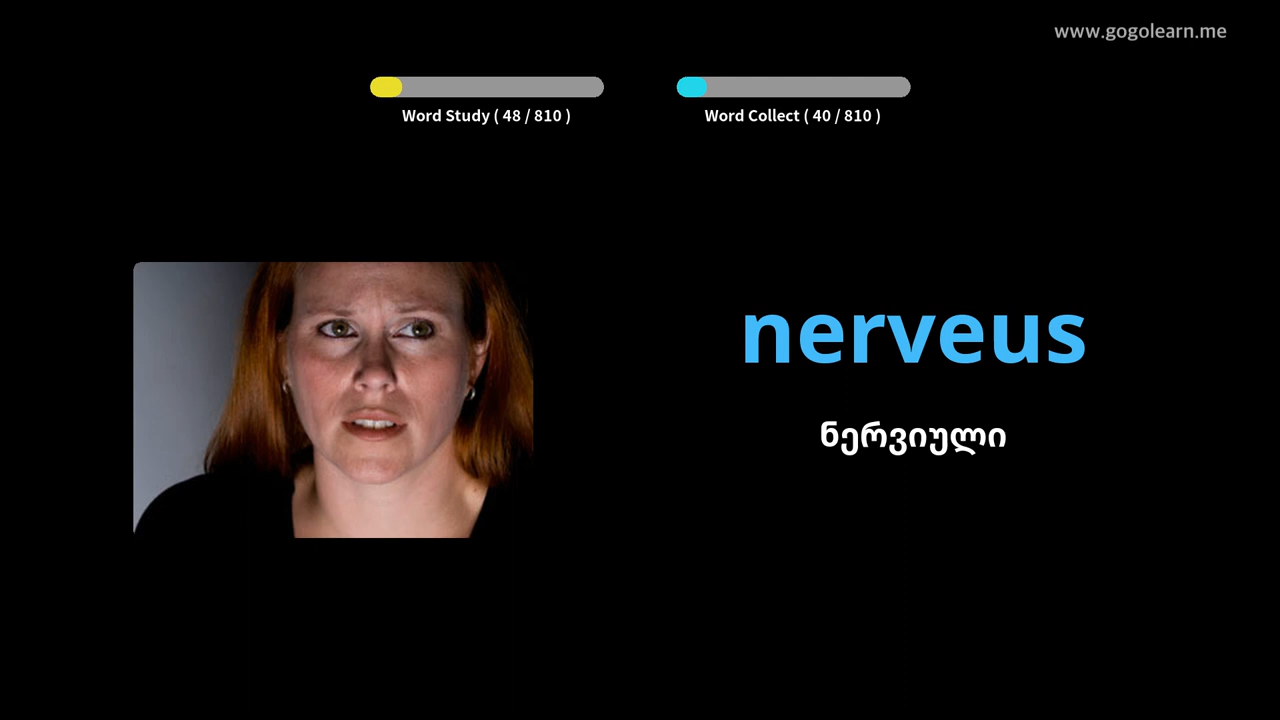 www.gogolearn.me
Word Study ( 48 / 810 )
Word Collect ( 40 / 810 )
nerveus
ნერვიული